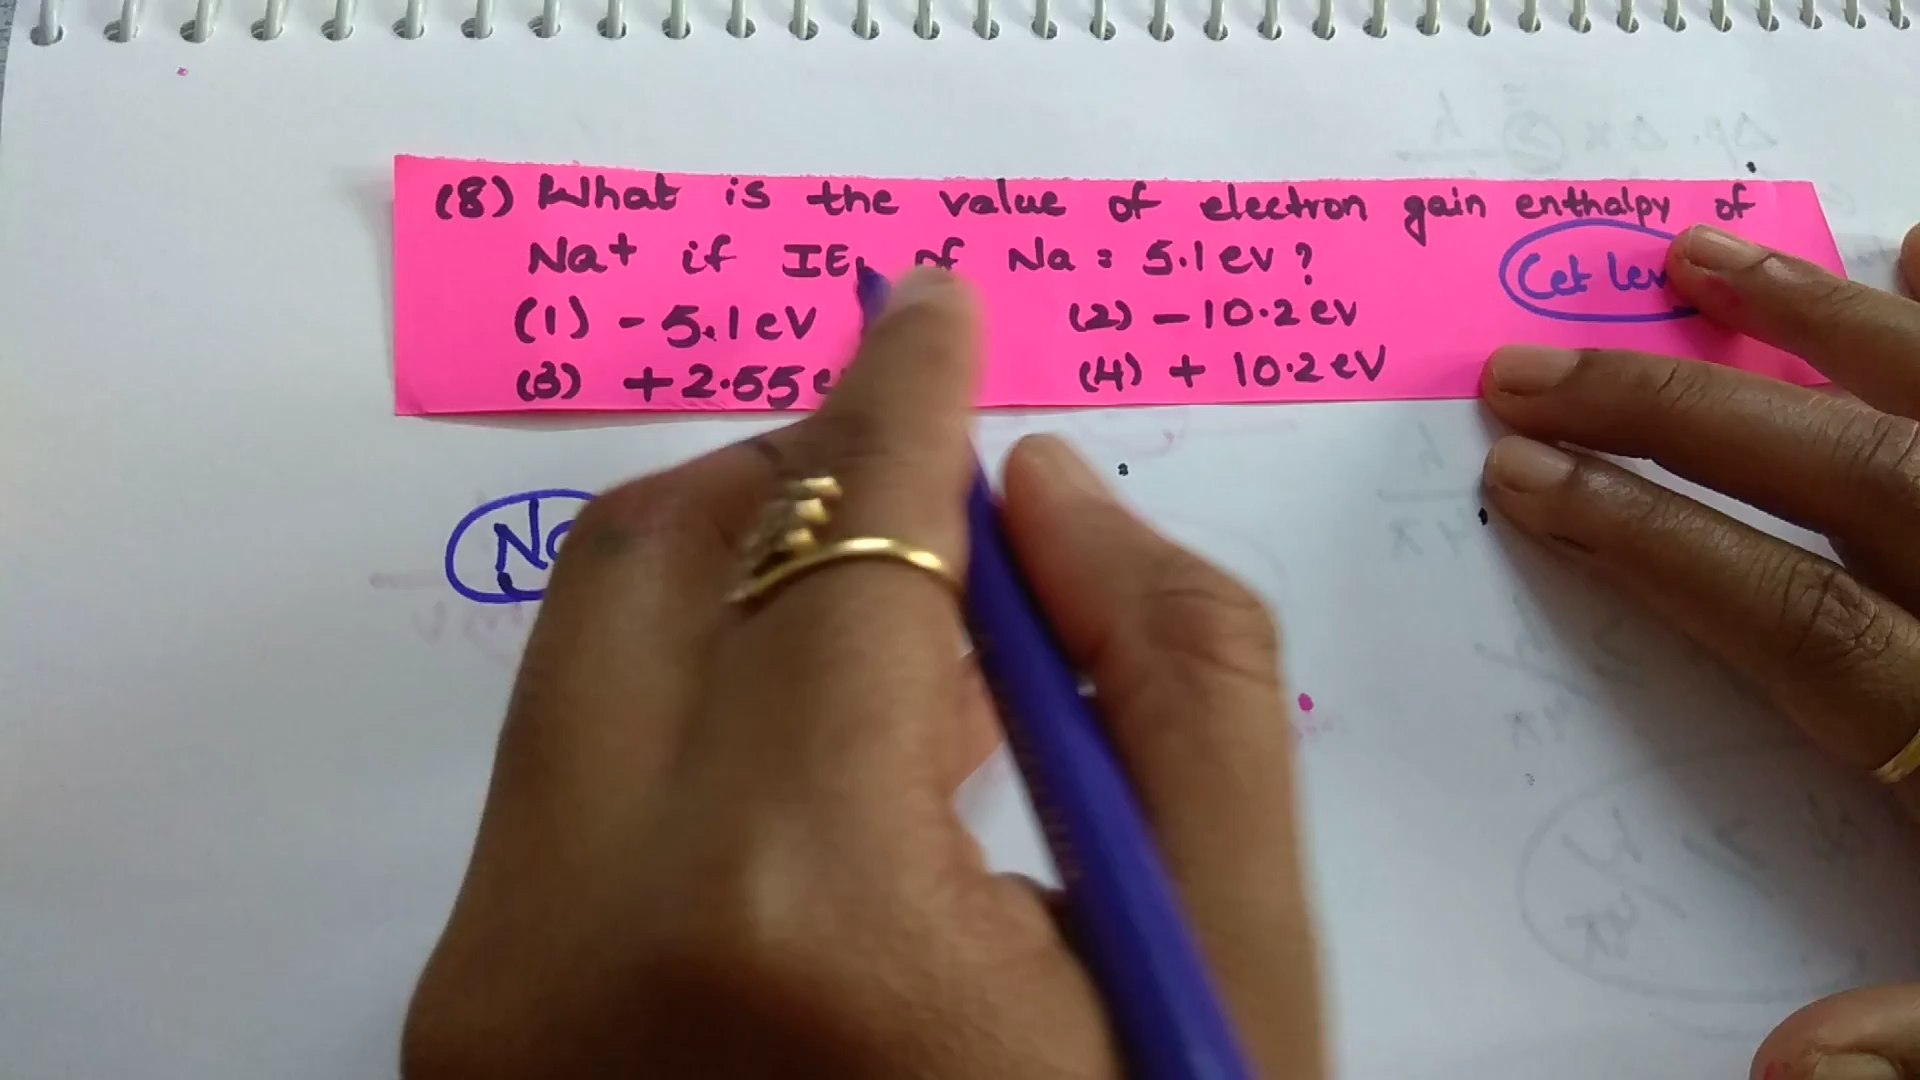 (8) What is the value of electron gain enthalpy of
Na+ if IE1 of Na = 5.1 ev?
Cet
(1) - 5.1 eV (2) - 10.2 ev
(3) + 2.55 (4) + 10.2 eV